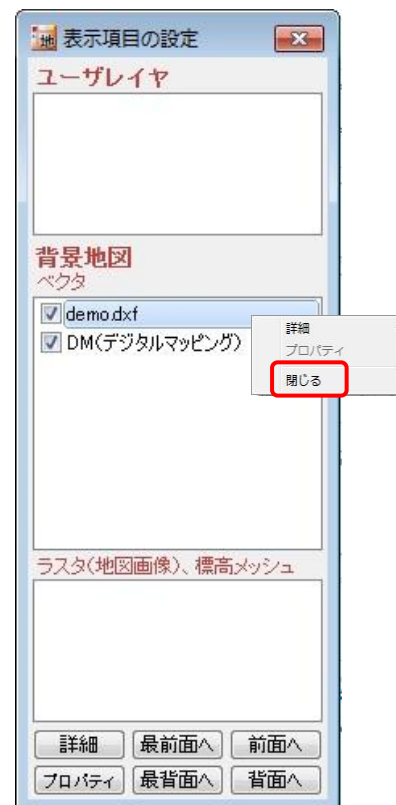 地 表示項目の設定
ユーザレイヤ
背景地図
ベクタ
demo.dxf
DM(デジタルマッピング)
詳細
プロパティ
閉じる
ラスタ(地図画像)、標高メッシュ
詳細 最前面へ 前面へ
プロパティ 最背面へ 背面へ